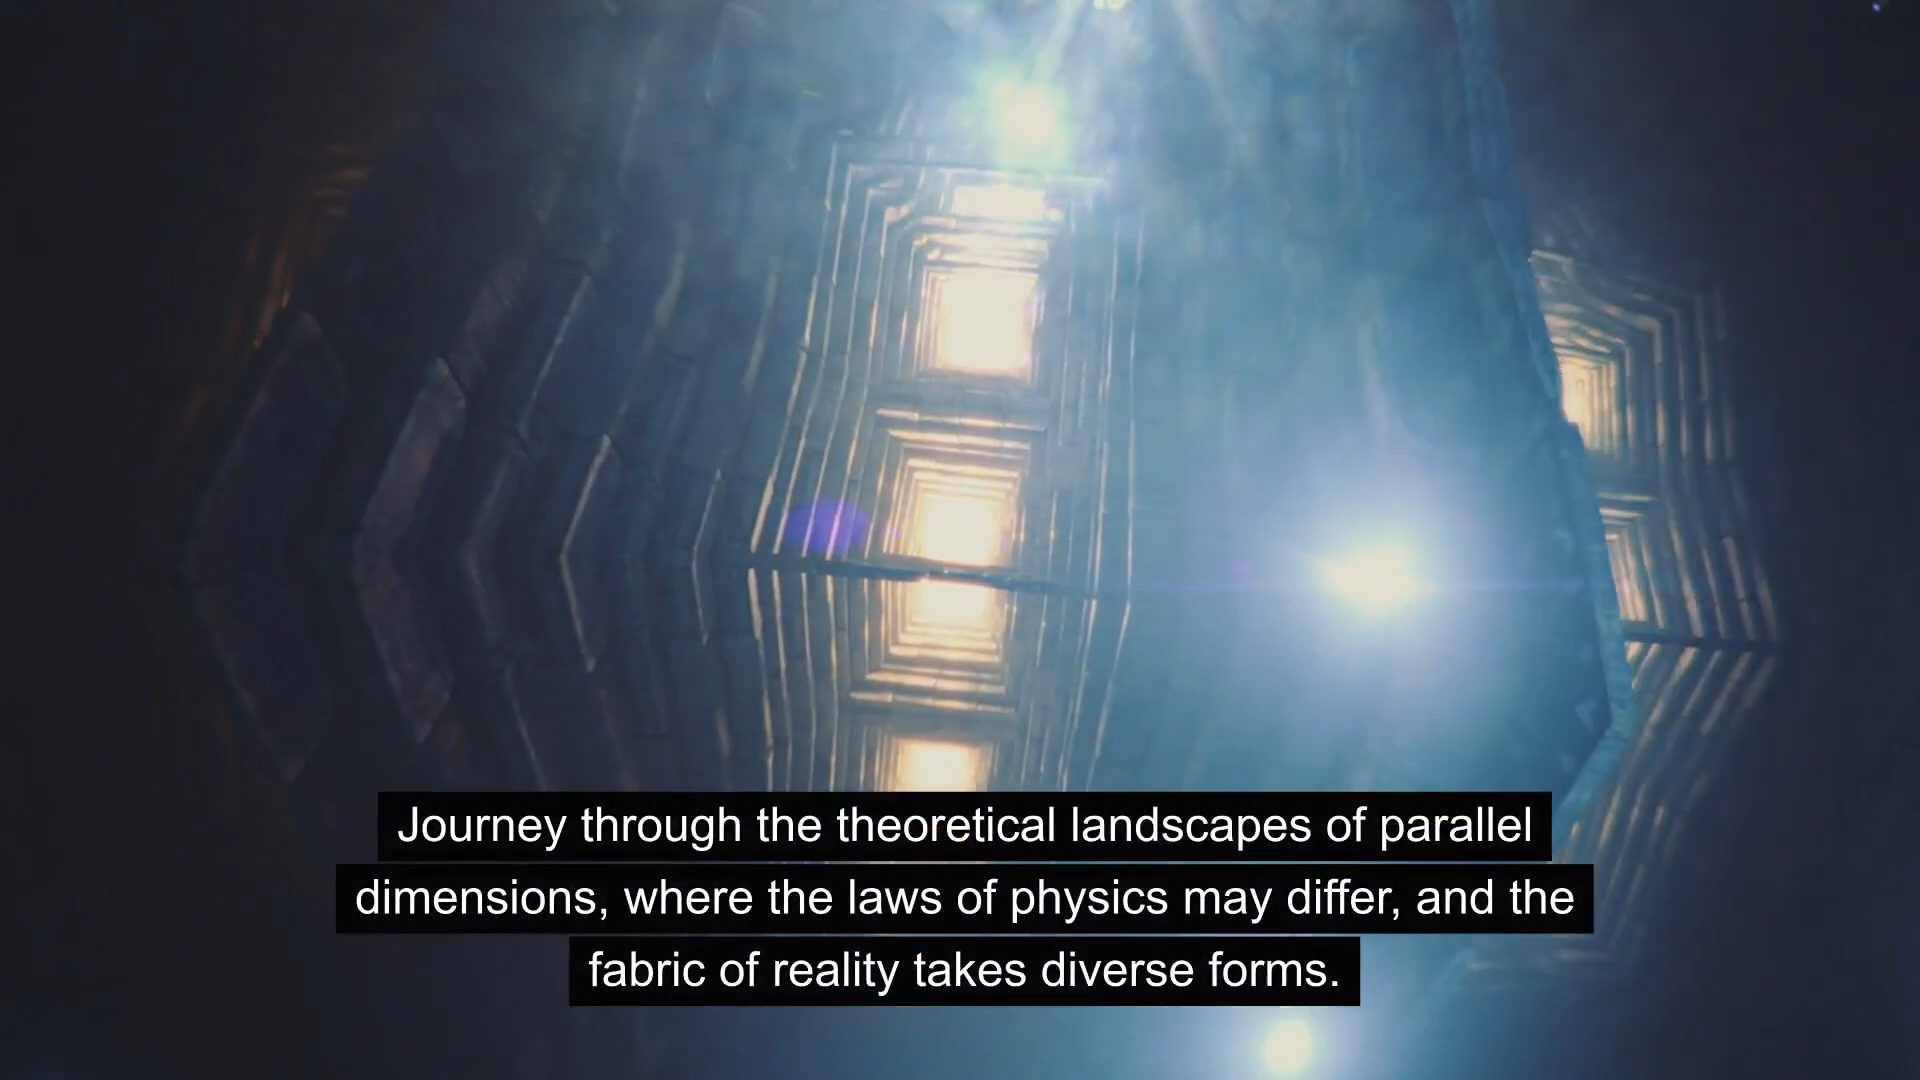 Journey through the theoretical landscapes of parallel
dimensions, where the laws of physics may differ, and the
fabric of reality takes diverse forms.